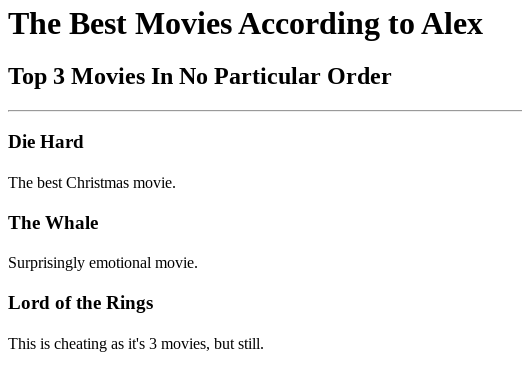 The Best Movies According to Alex
Top 3 Movies In No Particular Order
Die Hard
The best Christmas movie.
The Whale
Surprisingly emotional movie.
Lord of the Rings
This is cheating as it's 3 movies, but still.